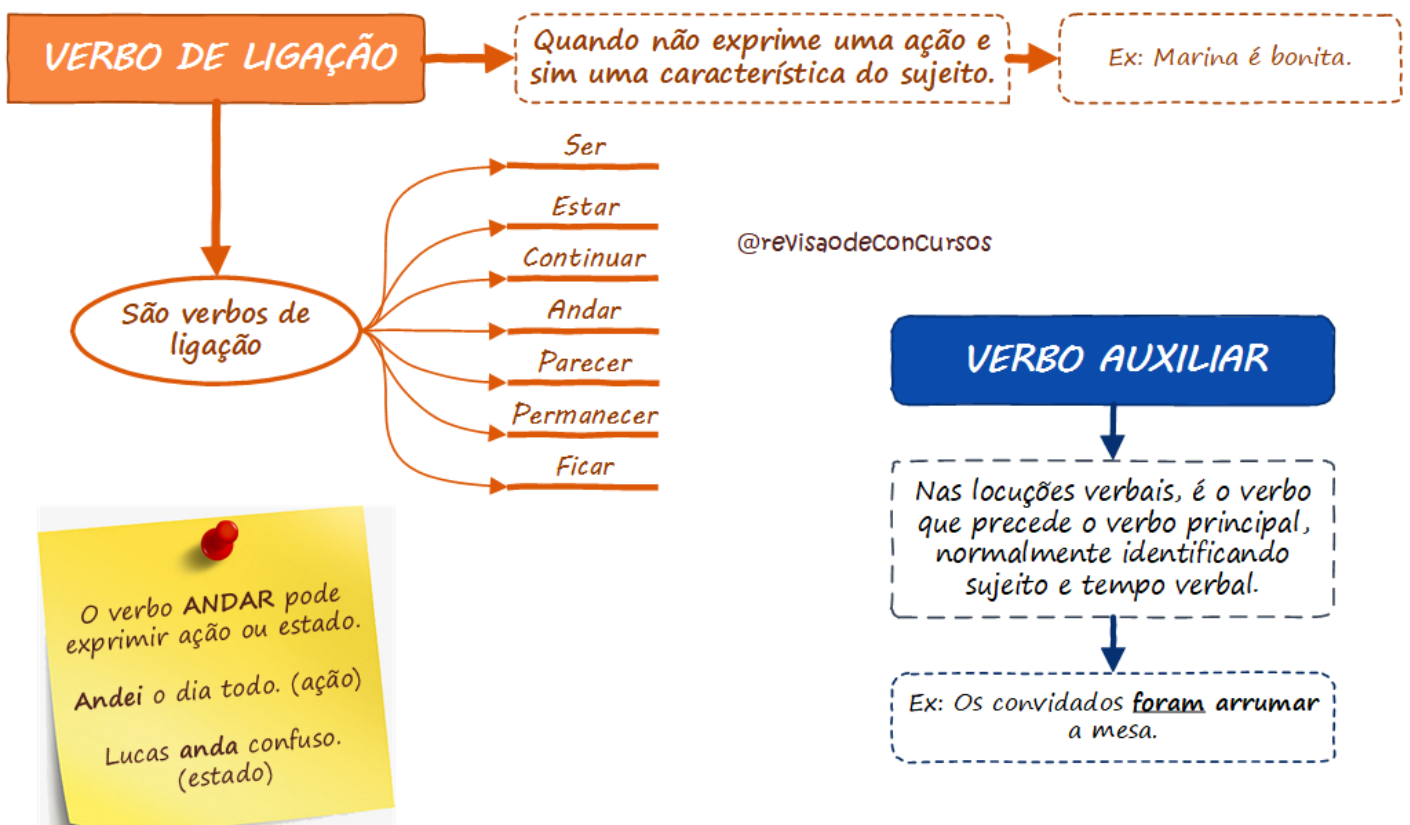 VERBO DE LIGAÇÃO
Quando não exprime uma ação e
sim uma característica do sujeito.
Ex: Marina é bonita.
São verbos de
ligação
Ser
Estar
Continuar
Andar
Parecer
Permanecer
Ficar
@revisaodeconcursos
O verbo ANDAR pode
exprimir ação ou estado.
Andei o dia todo. (ação)
Lucas anda confuso.
(estado)
VERBO AUXILIAR
Nas locuções verbais, é o verbo
que precede o verbo principal,
normalmente identificando
sujeito e tempo verbal.
Ex: Os convidados foram arrumar
a mesa.